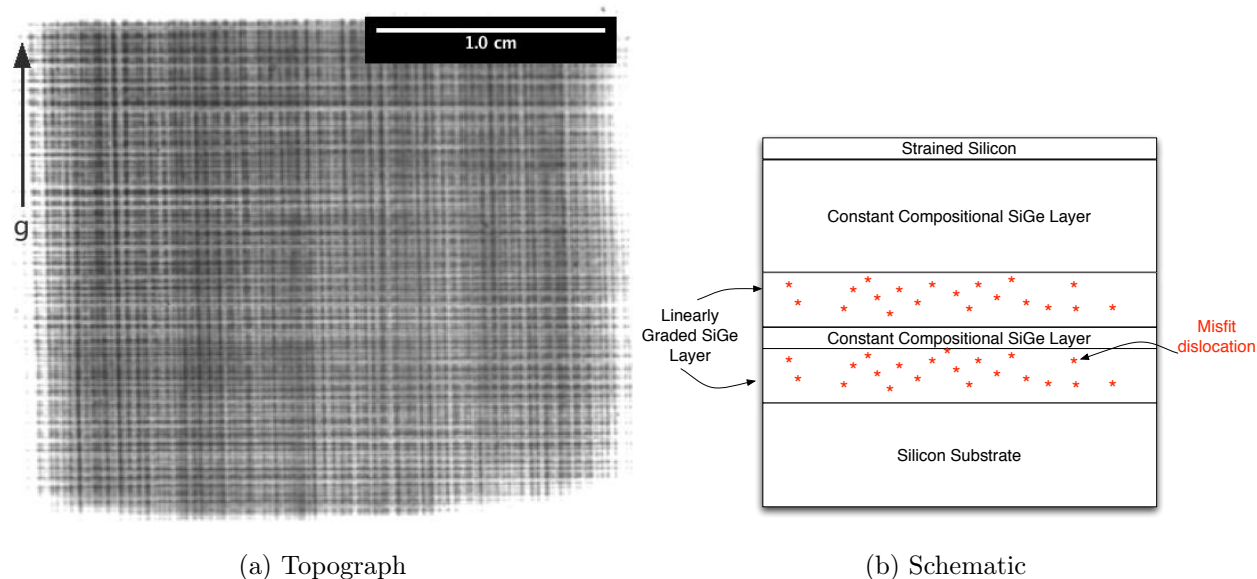 1.0 cm
g
Strained Silicon
Constant Compositional SiGe Layer
Linearly
Graded SiGe
Layer
Constant Compositional SiGe Layer
Misfit
dislocation
Silicon Substrate
(a) Topograph
(b) Schematic